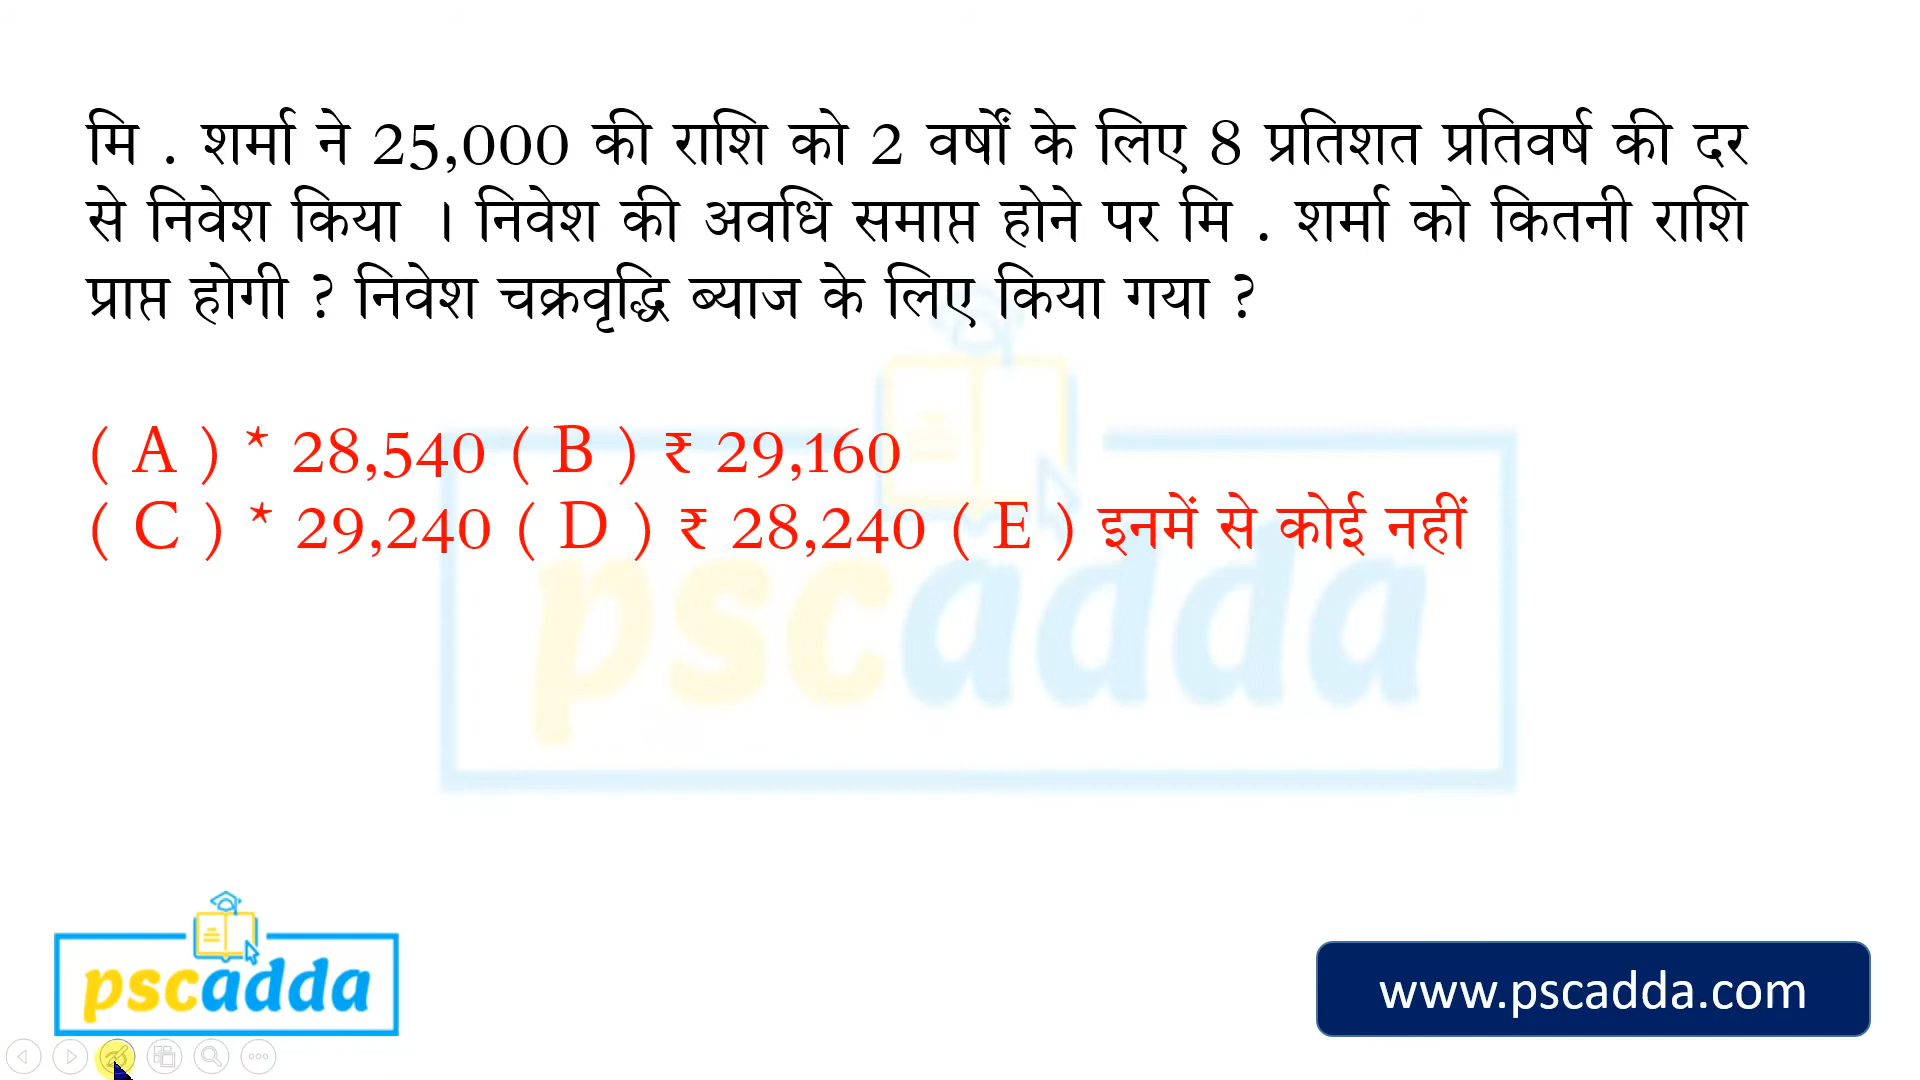 मि . शर्मा ने 25,000 की राशि को 2 वर्षों के लिए 8 प्रतिशत प्रतिवर्ष की दर
से निवेश किया । निवेश की अवधि समाप्त होने पर मि . शर्मा को कितनी राशि
प्राप्त होगी ? निवेश चक्रवृद्धि ब्याज के लिए किया गया ?
( A ) * 28,540 ( B ) ₹ 29,160
( C ) * 29,240 ( D ) ₹ 28,240 ( E ) इनमें से कोई नहीं
pscadda
pscadda
www.pscadda.com